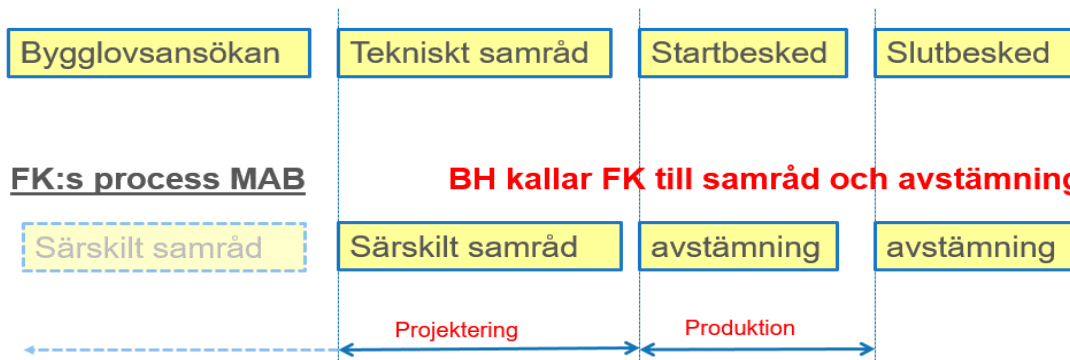 Bygglovsansökan Tekniskt samråd Startbesked Slutbesked
FK:s process MAB BH kallar FK till samråd och avstämning
Särskilt samråd Särskilt samråd avstämning avstämning
Projektering Produktion